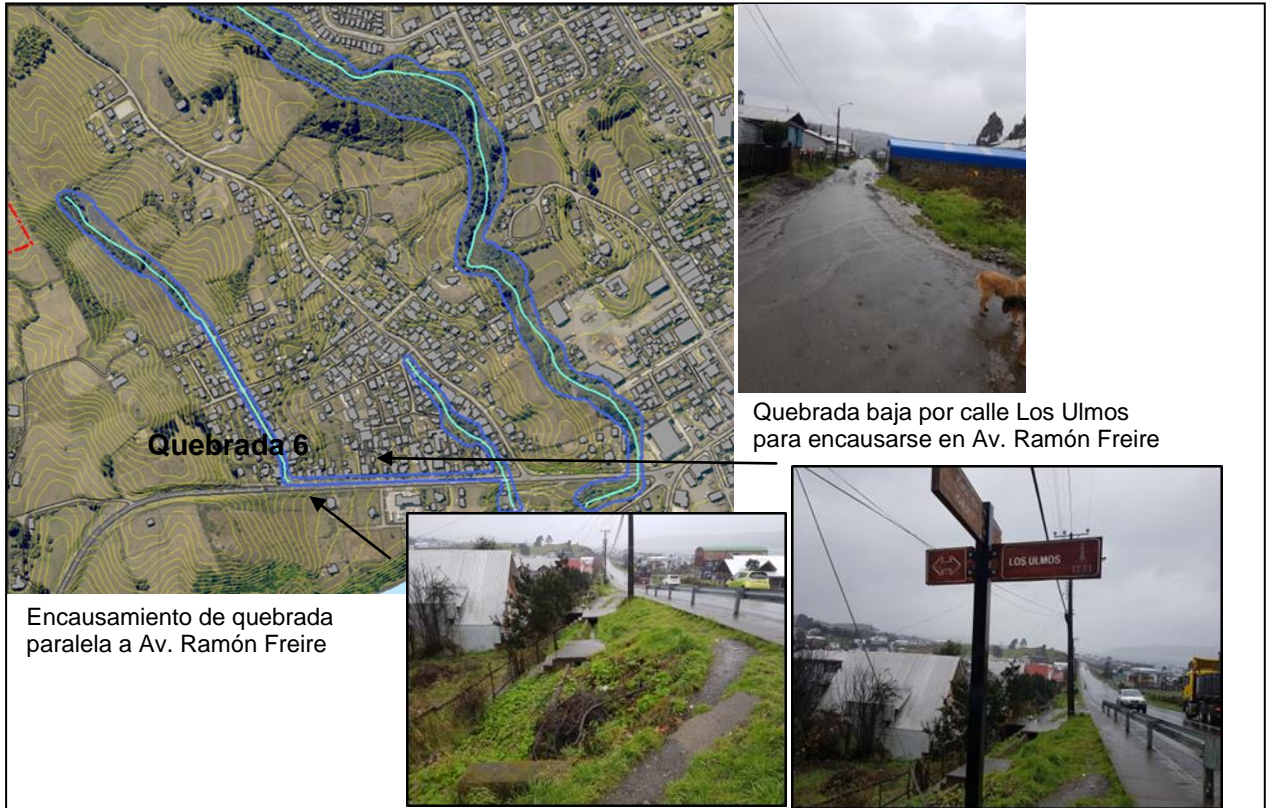 Quebrada 6
Quebrada baja por calle Los Ulmos
para encausarse en Av. Ramón Freire
Encausamiento de quebrada
paralela a Av. Ramón Freire
LOS ULMOS